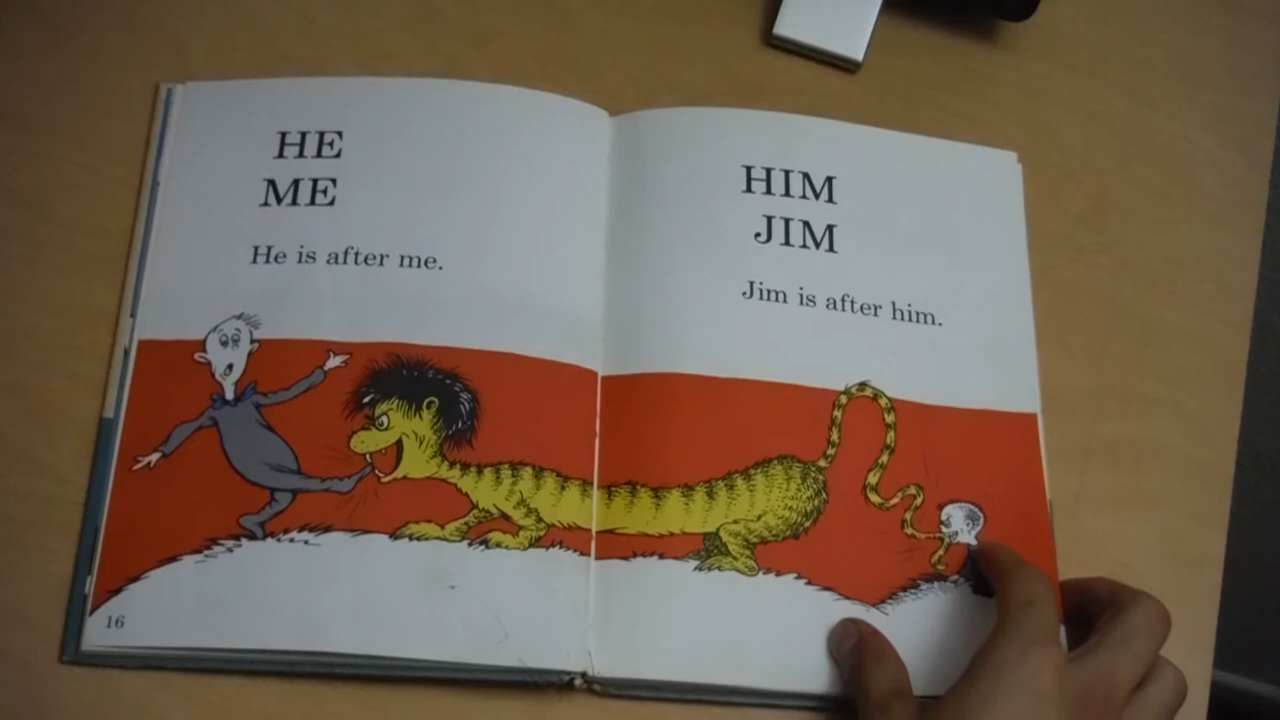 HE
ME
He is after me.
16
HIM
JIM
Jim is after him.